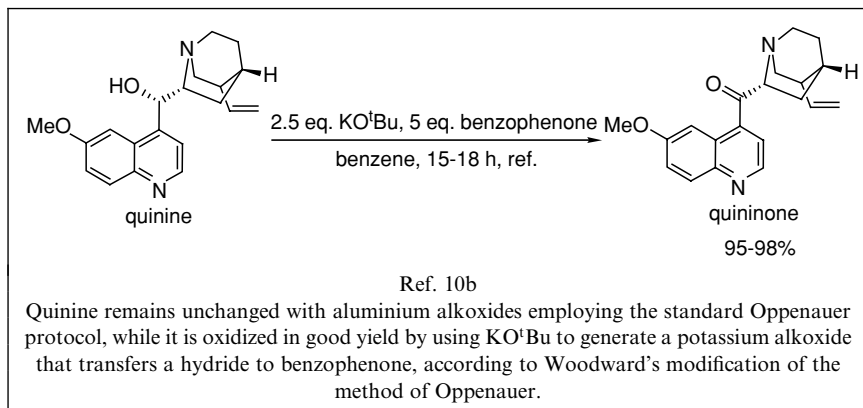 N
H
HO
MeO
N
quinine
2.5 eq. KOᵗBu, 5 eq. benzophenone
benzene, 15-18 h, ref.
N
H
O
MeO
N
quininone
95-98%
Ref. 10b
Quinine remains unchanged with aluminium alkoxides employing the standard Oppenauer
protocol, while it is oxidized in good yield by using KOᵗBu to generate a potassium alkoxide
that transfers a hydride to benzophenone, according to Woodward’s modification of the
method of Oppenauer.